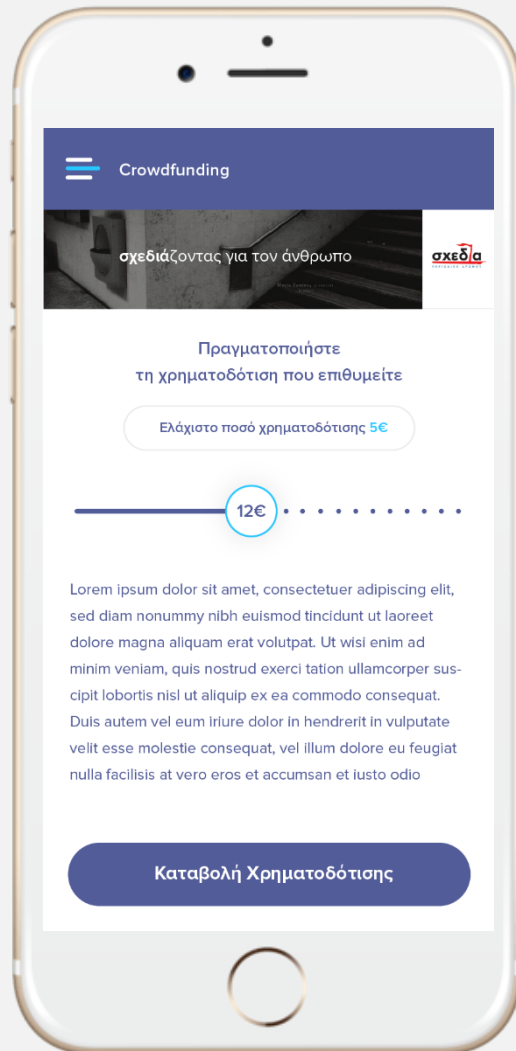 Crowdfunding
σχεδιάζοντας για τον άνθρωπο
σχεδία
Πραγματοποιήστε
τη χρηματοδότιση που επιθυμείτε
Ελάχιστο ποσό χρηματοδότισης 5€
12€
Lorem ipsum dolor sit amet, consectetuer adipiscing elit,
sed diam nonummy nibh euismod tincidunt ut laoreet
dolore magna aliquam erat volutpat. Ut wisi enim ad
minim veniam, quis nostrud exerci tation ullamcorper sus-
cipit lobortis nisl ut aliquip ex ea commodo consequat.
Duis autem vel eum iriure dolor in hendrerit in vulputate
velit esse molestie consequat, vel illum dolore eu feugiat
nulla facilisis at vero eros et accumsan et iusto odio
Καταβολή Χρηματοδότισης